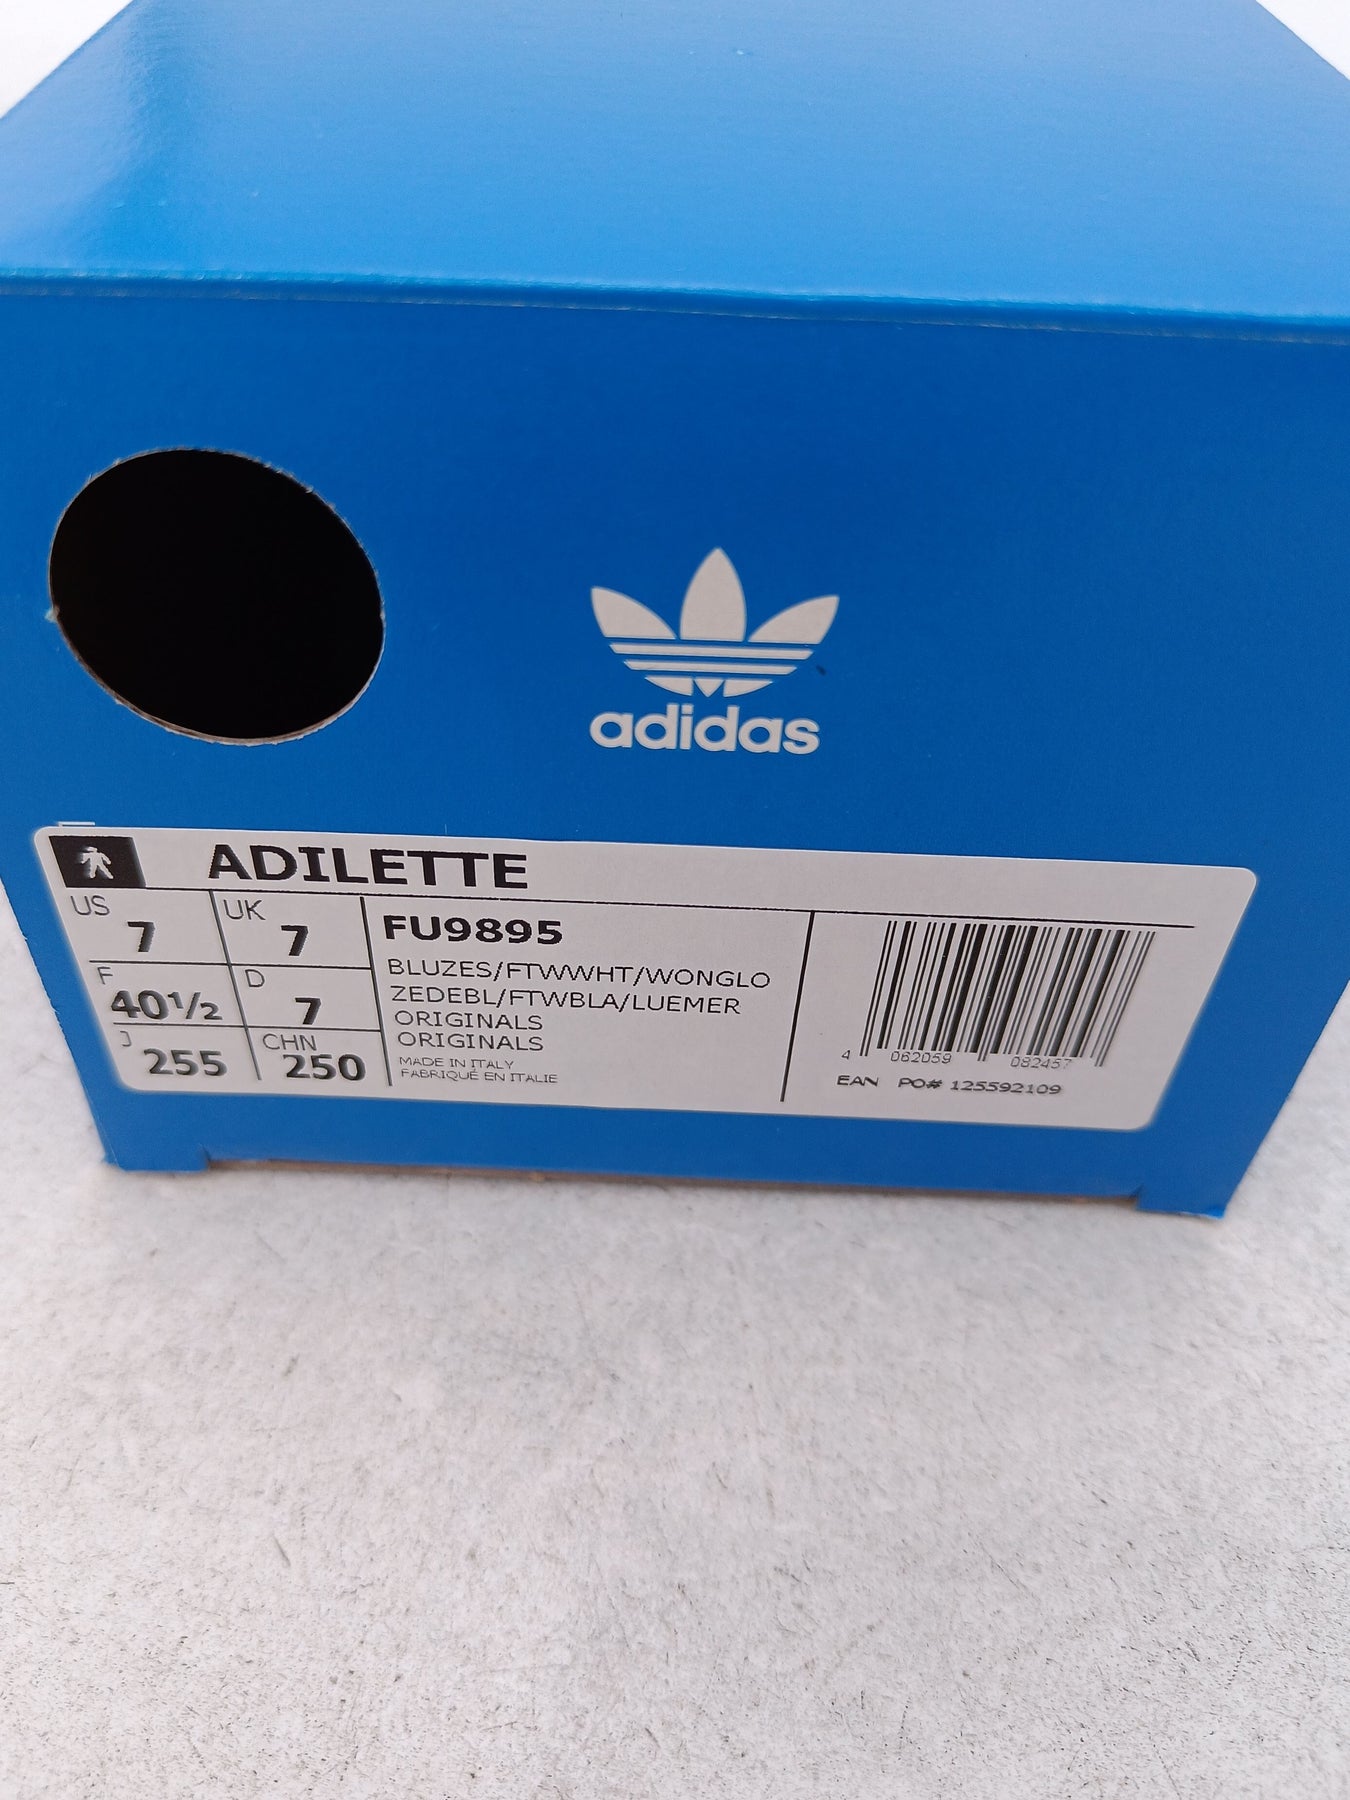 adidas
ADILETTE
US 7
UK 7
F 40½
D 7
J 255
CHN 250
FU9895
BLUZES/FTWWHT/WONGLO
ZEDEBL/FTWBLA/LUEMER
ORIGINALS
ORIGINALS
MADE IN ITALY
FABRIQUÉ EN ITALIE
4 062059 082457
EAN PO# 125592109